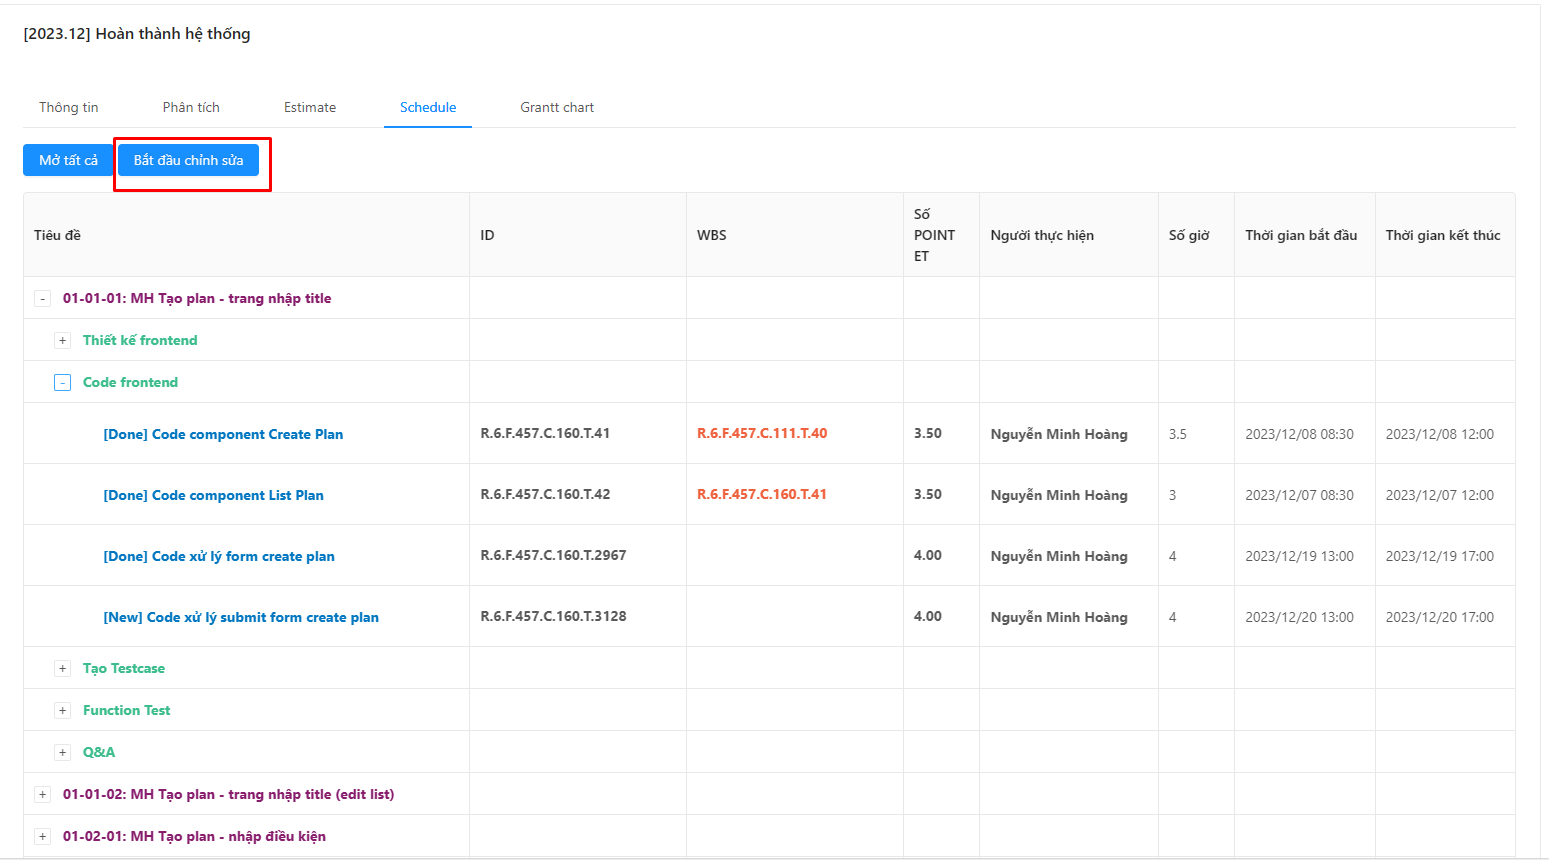 [2023.12] Hoàn thành hệ thống
Thông tin Phân tích Estimate Schedule Grantt chart
Mở tất cả Bắt đầu chỉnh sửa
Tiêu đề ID WBS Số POINT ET Người thực hiện Số giờ Thời gian bắt đầu Thời gian kết thúc
- 01-01-01: MH Tạo plan - trang nhập title
+ Thiết kế frontend
- Code frontend
[Done] Code component Create Plan R.6.F.457.C.160.T.41 R.6.F.457.C.111.T.40 3.50 Nguyễn Minh Hoàng 3.5 2023/12/08 08:30 2023/12/08 12:00
[Done] Code component List Plan R.6.F.457.C.160.T.42 R.6.F.457.C.160.T.41 3.50 Nguyễn Minh Hoàng 3 2023/12/07 08:30 2023/12/07 12:00
[Done] Code xử lý form create plan R.6.F.457.C.160.T.2967 4.00 Nguyễn Minh Hoàng 4 2023/12/19 13:00 2023/12/19 17:00
[New] Code xử lý submit form create plan R.6.F.457.C.160.T.3128 4.00 Nguyễn Minh Hoàng 4 2023/12/20 13:00 2023/12/20 17:00
+ Tạo Testcase
+ Function Test
+ Q&A
+ 01-01-02: MH Tạo plan - trang nhập title (edit list)
+ 01-02-01: MH Tạo plan - nhập điều kiện